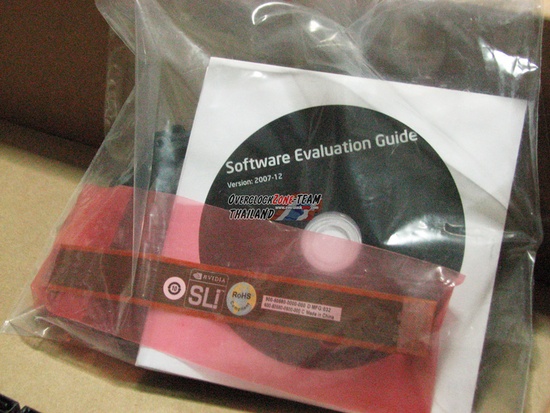 Software Evaluation Guide
Version: 2007-12
OVERCLOCKZONE TEAM
THAILAND
NVIDIA
SLI
RoHS
Made in China